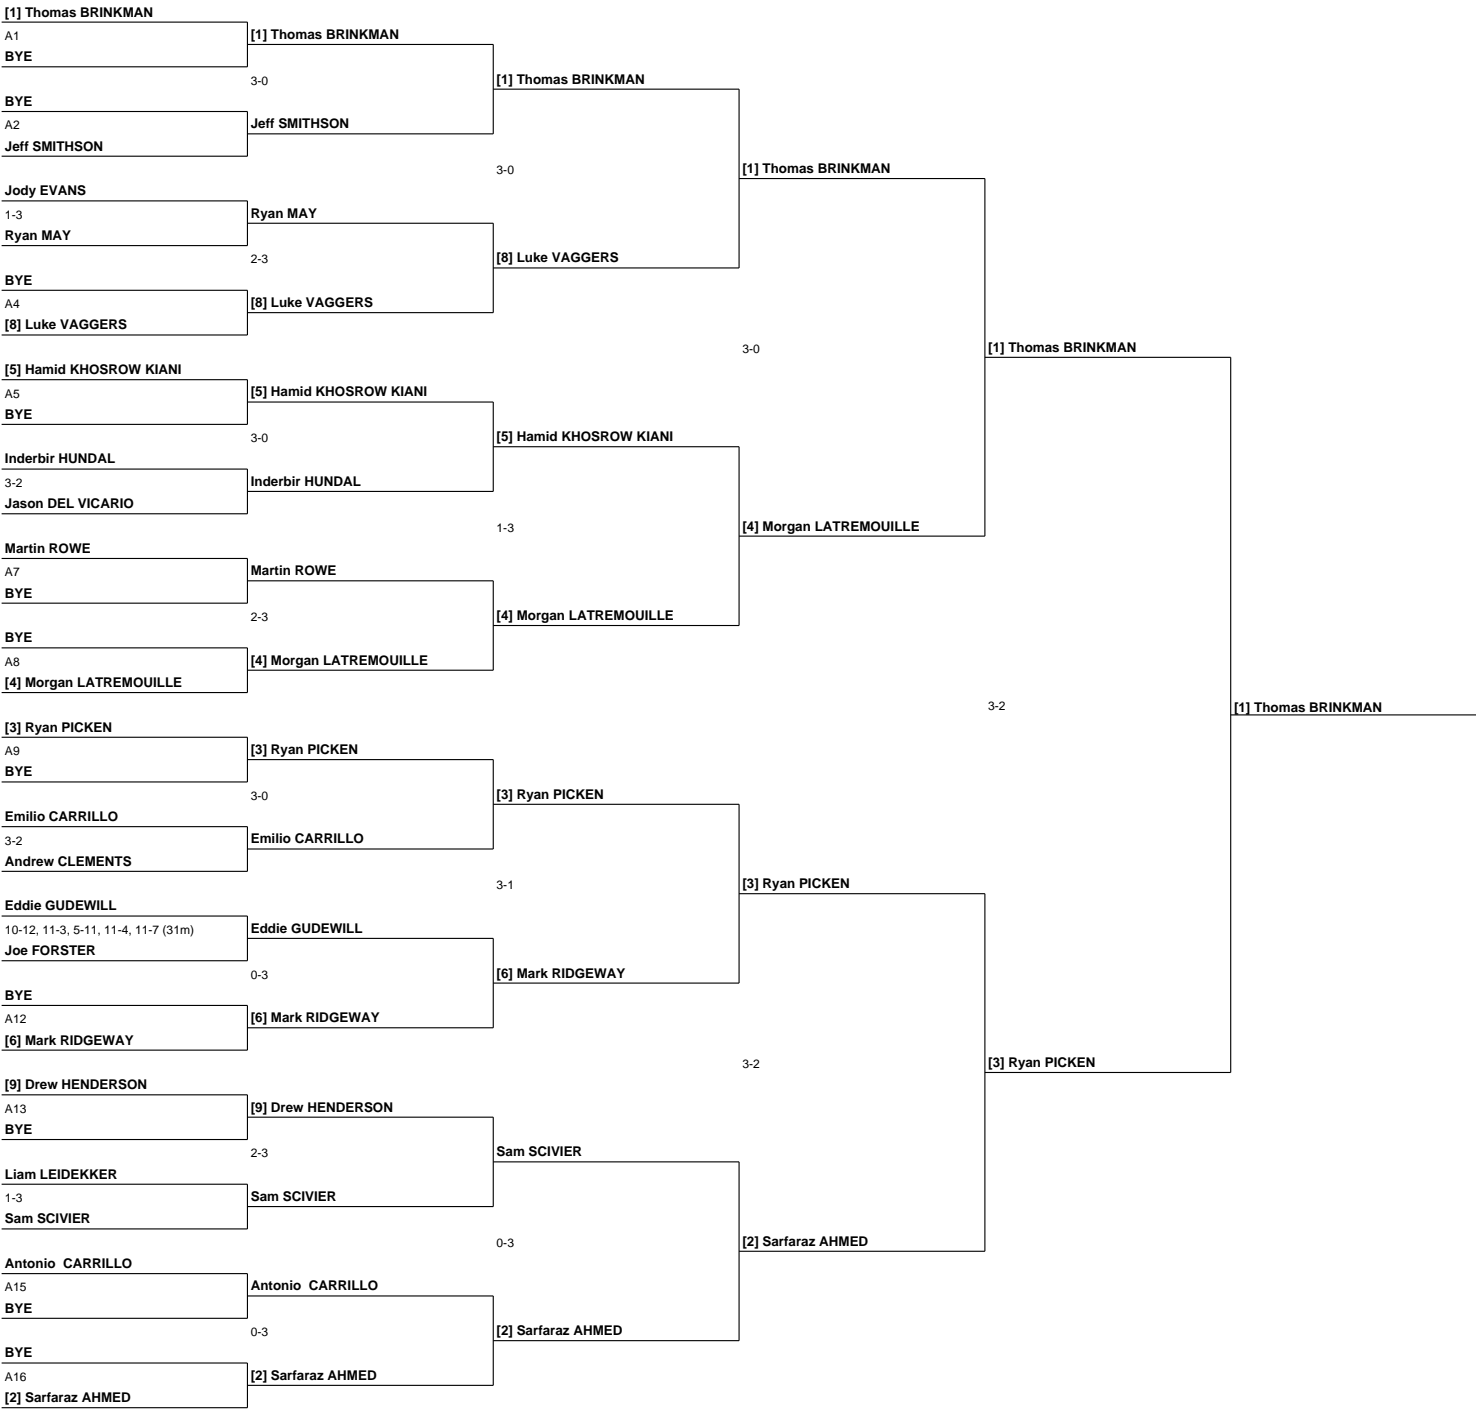 [1] Thomas BRINKMAN
A1
BYE
BYE
A2
Jeff SMITHSON
Jody EVANS
1-3
Ryan MAY
BYE
A4
[8] Luke VAGGERS
[5] Hamid KHOSROW KIANI
A5
BYE
Inderbir HUNDAL
3-2
Jason DEL VICARIO
Martin ROWE
A7
BYE
BYE
A8
[4] Morgan LATREMOUILLE
[3] Ryan PICKEN
A9
BYE
Emilio CARRILLO
3-2
Andrew CLEMENTS
Eddie GUDEWILL
10-12, 11-3, 5-11, 11-4, 11-7 (31m)
Joe FORSTER
BYE
A12
[6] Mark RIDGEWAY
[9] Drew HENDERSON
A13
BYE
Liam LEIDEKKER
1-3
Sam SCIVIER
Antonio  CARRILLO
A15
BYE
BYE
A16
[2] Sarfaraz AHMED
[1] Thomas BRINKMAN
3-0
Jeff SMITHSON
Ryan MAY
2-3
[8] Luke VAGGERS
[5] Hamid KHOSROW KIANI
3-0
Inderbir HUNDAL
Martin ROWE
2-3
[4] Morgan LATREMOUILLE
[3] Ryan PICKEN
3-0
Emilio CARRILLO
Eddie GUDEWILL
0-3
[6] Mark RIDGEWAY
[9] Drew HENDERSON
2-3
Sam SCIVIER
Antonio  CARRILLO
0-3
[2] Sarfaraz AHMED
[1] Thomas BRINKMAN
3-0
[8] Luke VAGGERS
[5] Hamid KHOSROW KIANI
1-3
[4] Morgan LATREMOUILLE
[3] Ryan PICKEN
3-1
[6] Mark RIDGEWAY
Sam SCIVIER
0-3
[2] Sarfaraz AHMED
[1] Thomas BRINKMAN
3-0
[4] Morgan LATREMOUILLE
[3] Ryan PICKEN
3-2
[2] Sarfaraz AHMED
[1] Thomas BRINKMAN
3-2
[3] Ryan PICKEN
[1] Thomas BRINKMAN